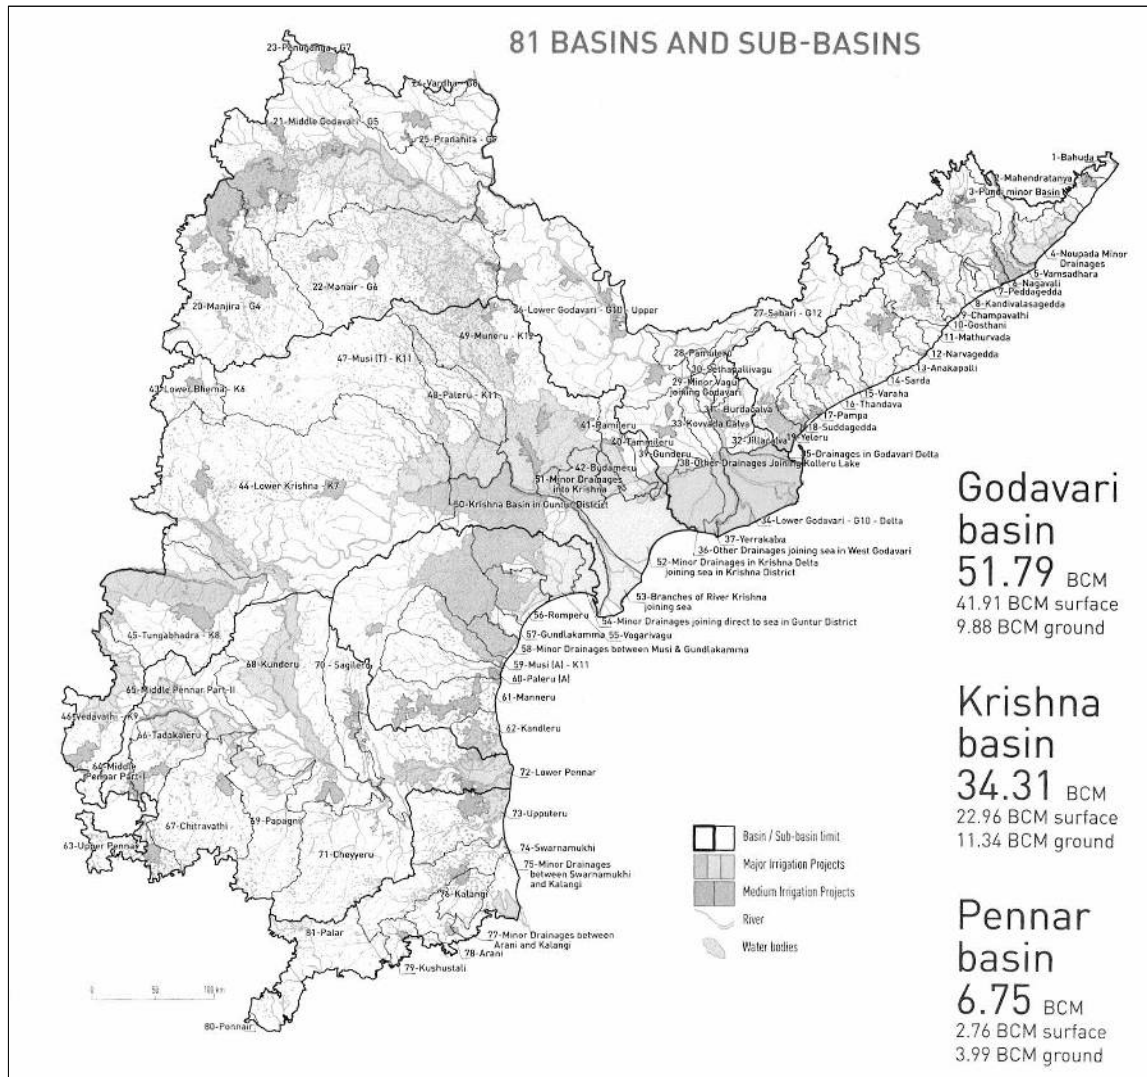 81 BASINS AND SUB-BASINS
23-Penuganga - G7
24-Vardha - G8
21-Middle Godavari - G5
25-Pranahita - G9
1-Bahuda
2-Mahendratanya
3-Pundi minor Basin
4-Noupada Minor
Drainages
5-Vamsadhara
6-Nagavali
7-Peddagedda
8-Kandivalasagedda
9-Champavathi
10-Gosthani
11-Mathurvada
12-Narvagedda
13-Anakapalli
14-Sarda
15-Varaha
16-Thandava
17-Pampa
18-Suddagedda
19-Yeleru
22-Manair - G6
20-Manjira - G4
26-Lower Godavari - G10 - Upper
27-Sabari - G12
49-Muneru - K12
47-Musi (T) - K11
28-Pamuleru
30-Sethapallivagu
29-Minor Vagu
joining Godavari
43-Lower Bhema - K6
48-Paleru - K11
31- Burdacalva
33-Kovvada Calva
32-Jillacalva
41-Ramileru
40-Tammileru
39-Gunderu
35-Drainages in Godavari Delta
38-Other Drainages Joining Kolleru Lake
42-Budameru
51-Minor Drainages
into Krishna
44-Lower Krishna - K7
50-Krishna Basin in Guntur District
34-Lower Godavari - G10 - Delta
37-Yerrakalva
36-Other Drainages joining sea in West Godavari
52-Minor Drainages in Krishna Delta
joining sea in Krishna District
53-Branches of River Krishna
joining sea
56-Romperu
54-Minor Drainages joining direct to sea in Guntur District
57-Gundlakamma
55-Vogarivagu
58-Minor Drainages between Musi & Gundlakamma
59-Musi (A) - K11
60-Paleru (A)
61-Manneru
62-Kandleru
45-Tungabhadra - K8
68-Kunderu
70 - Sagileru
65-Middle Pennar Part-II
46-Vedavathi - K9
66-Tadakaleru
64-Middle
Pennar Part-I
72-Lower Pennar
73-Upputeru
67-Chitravathi
69-Papagni
63-Upper Pennar
71-Cheyyeru
74-Swarnamukhi
75-Minor Drainages
between Swarnamukhi
and Kalangi
76-Kalangi
77-Minor Drainages between
Arani and Kalangi
78-Arani
79-Kushustali
81-Palar
80-Ponnair
0 50 100 km
Basin / Sub-basin limit
Major Irrigation Projects
Medium Irrigation Projects
River
Water bodies
Godavari
basin
51.79 BCM
41.91 BCM surface
9.88 BCM ground
Krishna
basin
34.31 BCM
22.96 BCM surface
11.34 BCM ground
Pennar
basin
6.75 BCM
2.76 BCM surface
3.99 BCM ground